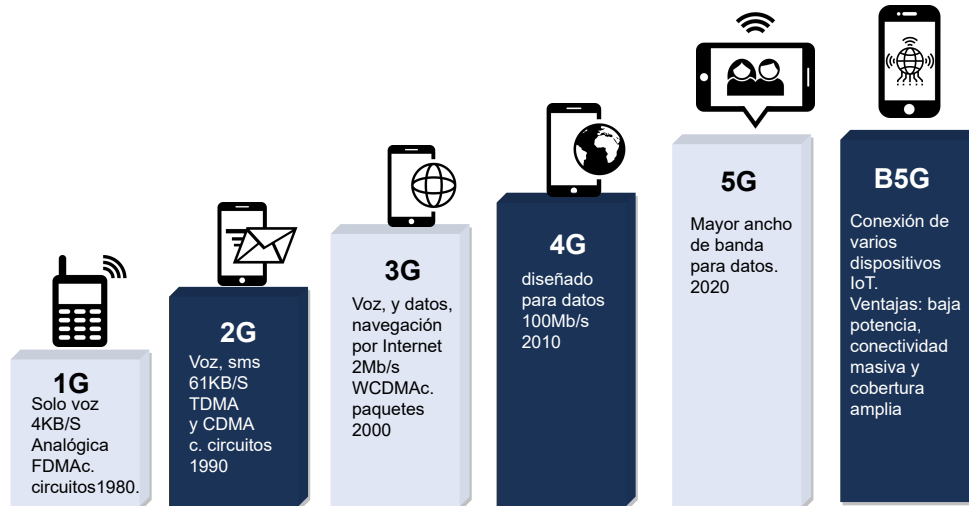 1G
Solo voz
4KB/S
Analógica
FDMAc.
circuitos1980.
2G
Voz, sms
61KB/S
TDMA
y CDMA
c. circuitos
1990
3G
Voz, y datos,
navegación
por Internet
2Mb/s
WCDMAc.
paquetes
2000
4G
diseñado
para datos
100Mb/s
2010
5G
Mayor ancho
de banda
para datos.
2020
B5G
Conexión de
varios
dispositivos
IoT.
Ventajas: baja
potencia,
conectividad
masiva y
cobertura
amplia